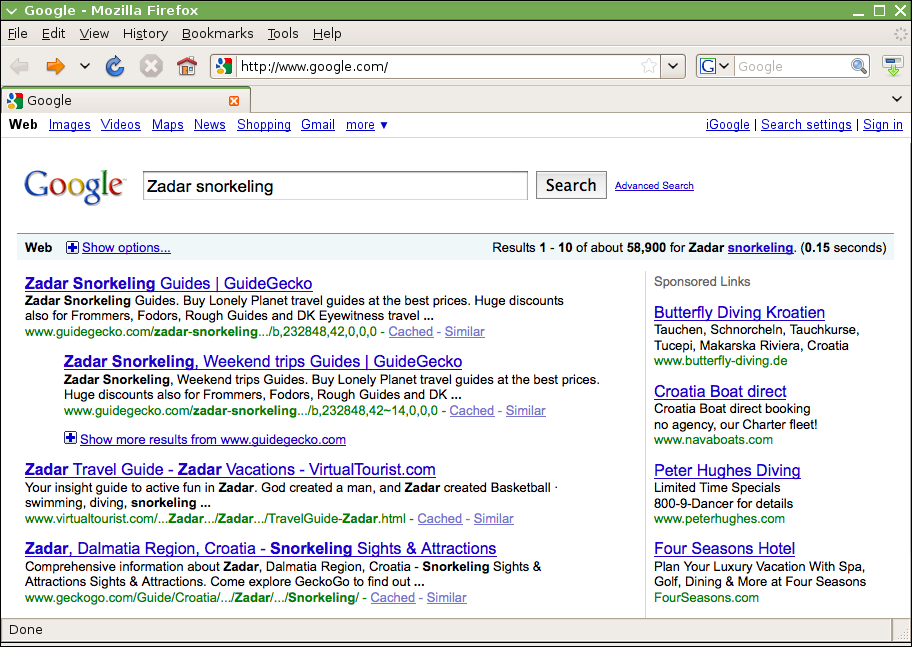 Google - Mozilla Firefox
File Edit View History Bookmarks Tools Help
http://www.google.com/
G Google
Google
Web Images Videos Maps News Shopping Gmail more ▼ iGoogle | Search settings | Sign in
Google Zadar snorkeling Search Advanced Search
Web Show options... Results 1 - 10 of about 58,900 for Zadar snorkeling. (0.15 seconds)
Zadar Snorkeling Guides | GuideGecko
Zadar Snorkeling Guides. Buy Lonely Planet travel guides at the best prices. Huge discounts
also for Frommers, Fodors, Rough Guides and DK Eyewitness travel ...
www.guidegecko.com/zadar-snorkeling.../b,232848,42,0,0,0 - Cached - Similar
Zadar Snorkeling, Weekend trips Guides | GuideGecko
Zadar Snorkeling, Weekend trips Guides. Buy Lonely Planet travel guides at the best prices.
Huge discounts also for Frommers, Fodors, Rough Guides and DK ...
www.guidegecko.com/zadar-snorkeling.../b,232848,42~14,0,0,0 - Cached - Similar
Show more results from www.guidegecko.com
Zadar Travel Guide - Zadar Vacations - VirtualTourist.com
Your insight guide to active fun in Zadar. God created a man, and Zadar created Basketball ·
swimming, diving, snorkeling ...
www.virtualtourist.com/...Zadar.../Zadar.../TravelGuide-Zadar.html - Cached - Similar
Zadar, Dalmatia Region, Croatia - Snorkeling Sights & Attractions
Comprehensive information about Zadar, Dalmatia Region, Croatia - Snorkeling Sights &
Attractions Sights & Attractions. Come explore GeckoGo to find out ...
www.geckogo.com/Guide/Croatia/.../Zadar/.../Snorkeling/ - Cached - Similar
Sponsored Links
Butterfly Diving Kroatien
Tauchen, Schnorcheln, Tauchkurse,
Tucepi, Makarska Riviera, Croatia
www.butterfly-diving.de
Croatia Boat direct
Croatia Boat direct booking
no agency, our Charter fleet!
www.navaboats.com
Peter Hughes Diving
Limited Time Specials
800-9-Dancer for details
www.peterhughes.com
Four Seasons Hotel
Plan Your Luxury Vacation With Spa,
Golf, Dining & More at Four Seasons
FourSeasons.com
Done